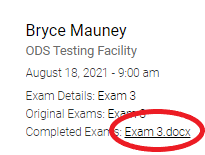 Bryce Mauney
ODS Testing Facility
August 18, 2021 - 9:00 am
Exam Details: Exam 3
Original Exams: Exam 3
Completed Exams: Exam 3.docx